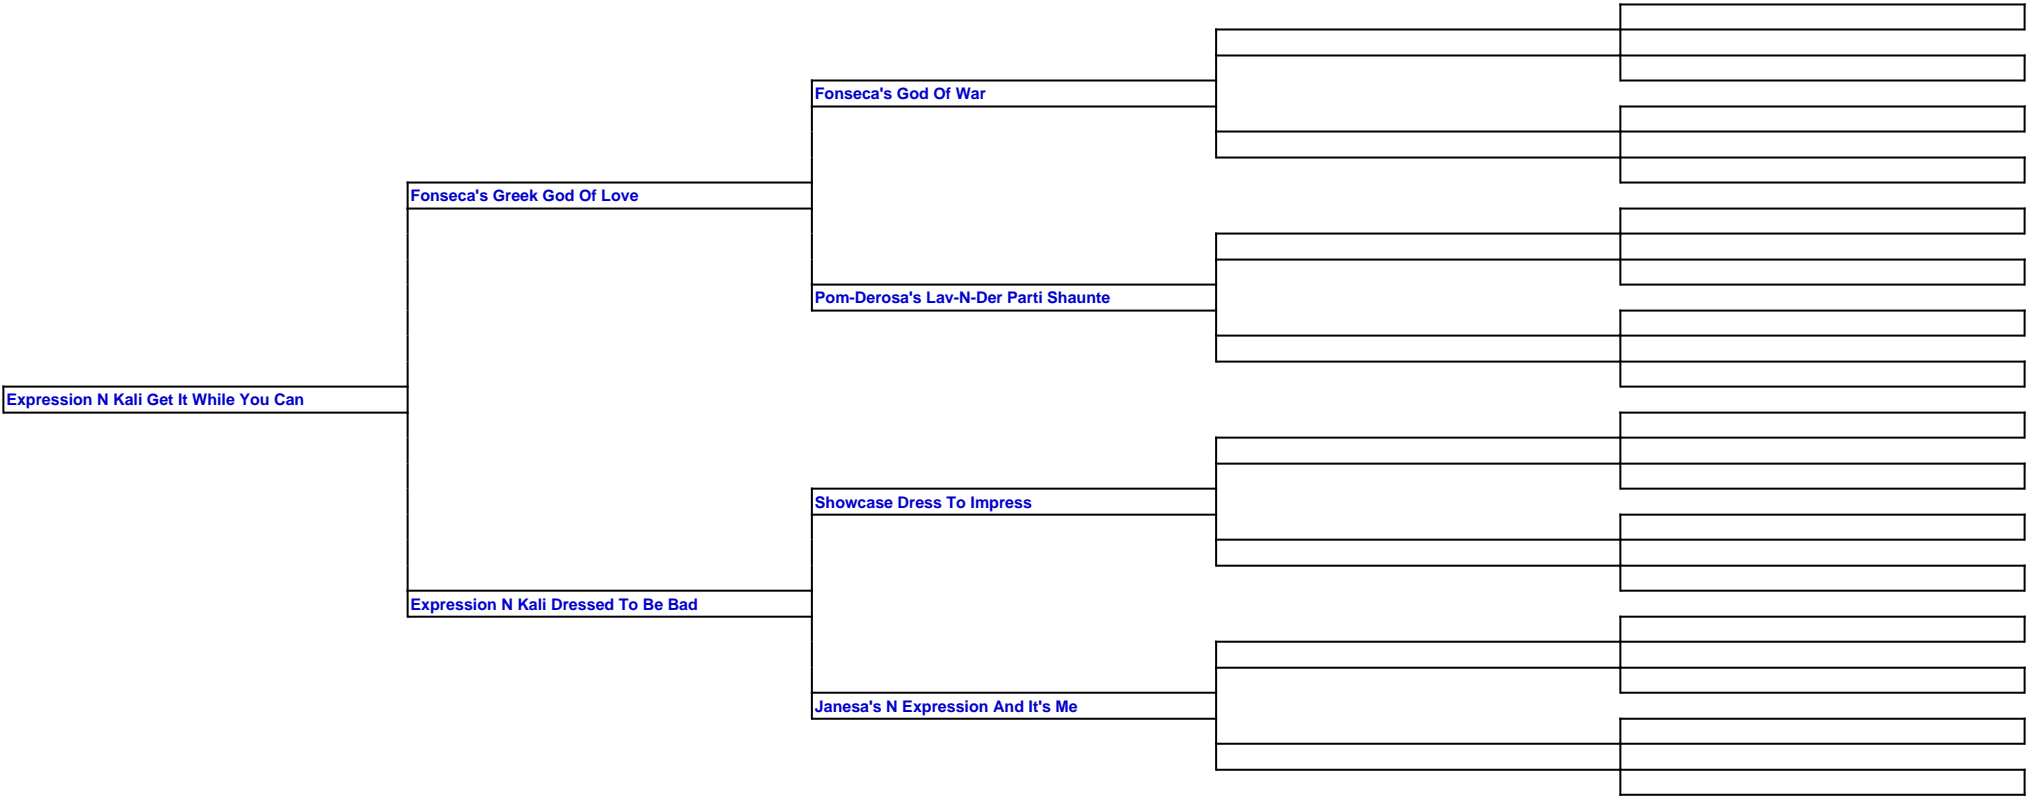 Fonseca's God Of War
Fonseca's Greek God Of Love
Pom-Derosa's Lav-N-Der Parti Shaunte
Expression N Kali Get It While You Can
Showcase Dress To Impress
Expression N Kali Dressed To Be Bad
Janesa's N Expression And It's Me